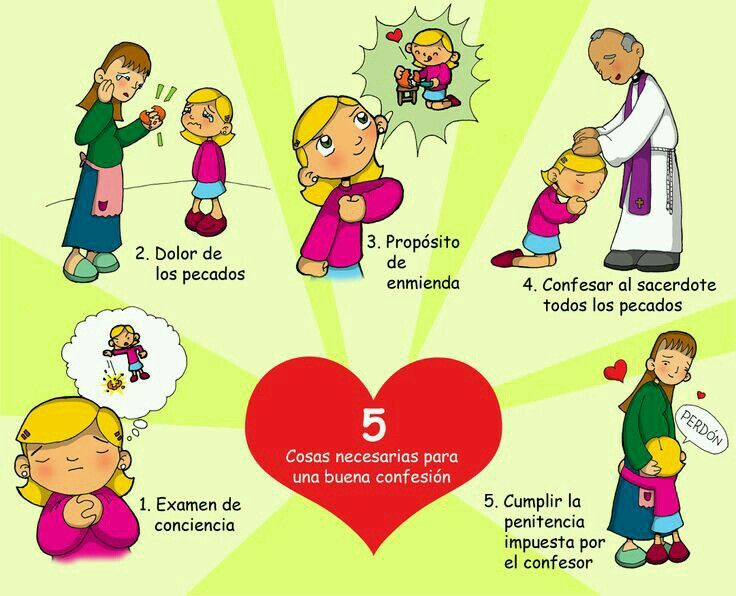 5
Cosas necesarias para
una buena confesión
1. Examen de
conciencia
2. Dolor de
los pecados
3. Propósito
de
enmienda
4. Confesar al sacerdote
todos los pecados
5. Cumplir la
penitencia
impuesta por
el confesor
PERDÓN